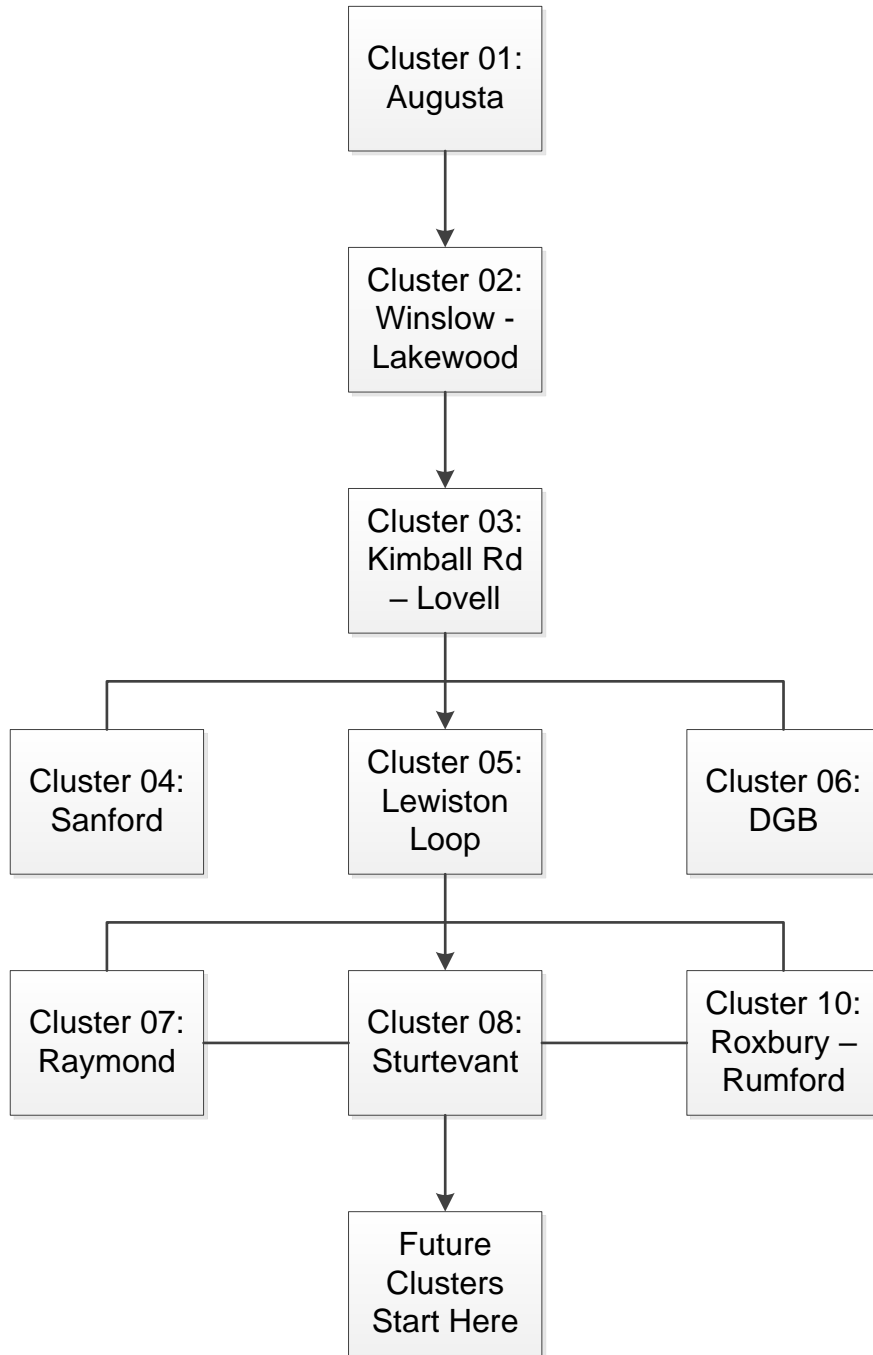 Cluster 01:
Augusta
Cluster 02:
Winslow -
Lakewood
Cluster 03:
Kimball Rd
– Lovell
Cluster 04:
Sanford
Cluster 05:
Lewiston
Loop
Cluster 06:
DGB
Cluster 07:
Raymond
Cluster 08:
Sturtevant
Cluster 10:
Roxbury –
Rumford
Future
Clusters
Start Here